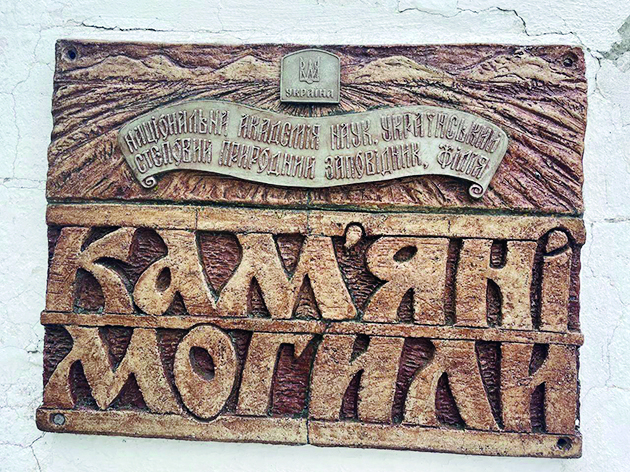 УКРАЇНА
НАЦІОНАЛЬНА АКАДЕМІЯ НАУК, УКРАЇНСЬКИЙ
СТЕПОВИЙ ПРИРОДНИЙ ЗАПОВІДНИК, ФІЛІЯ
КАМ'ЯНІ
МОГИЛИ